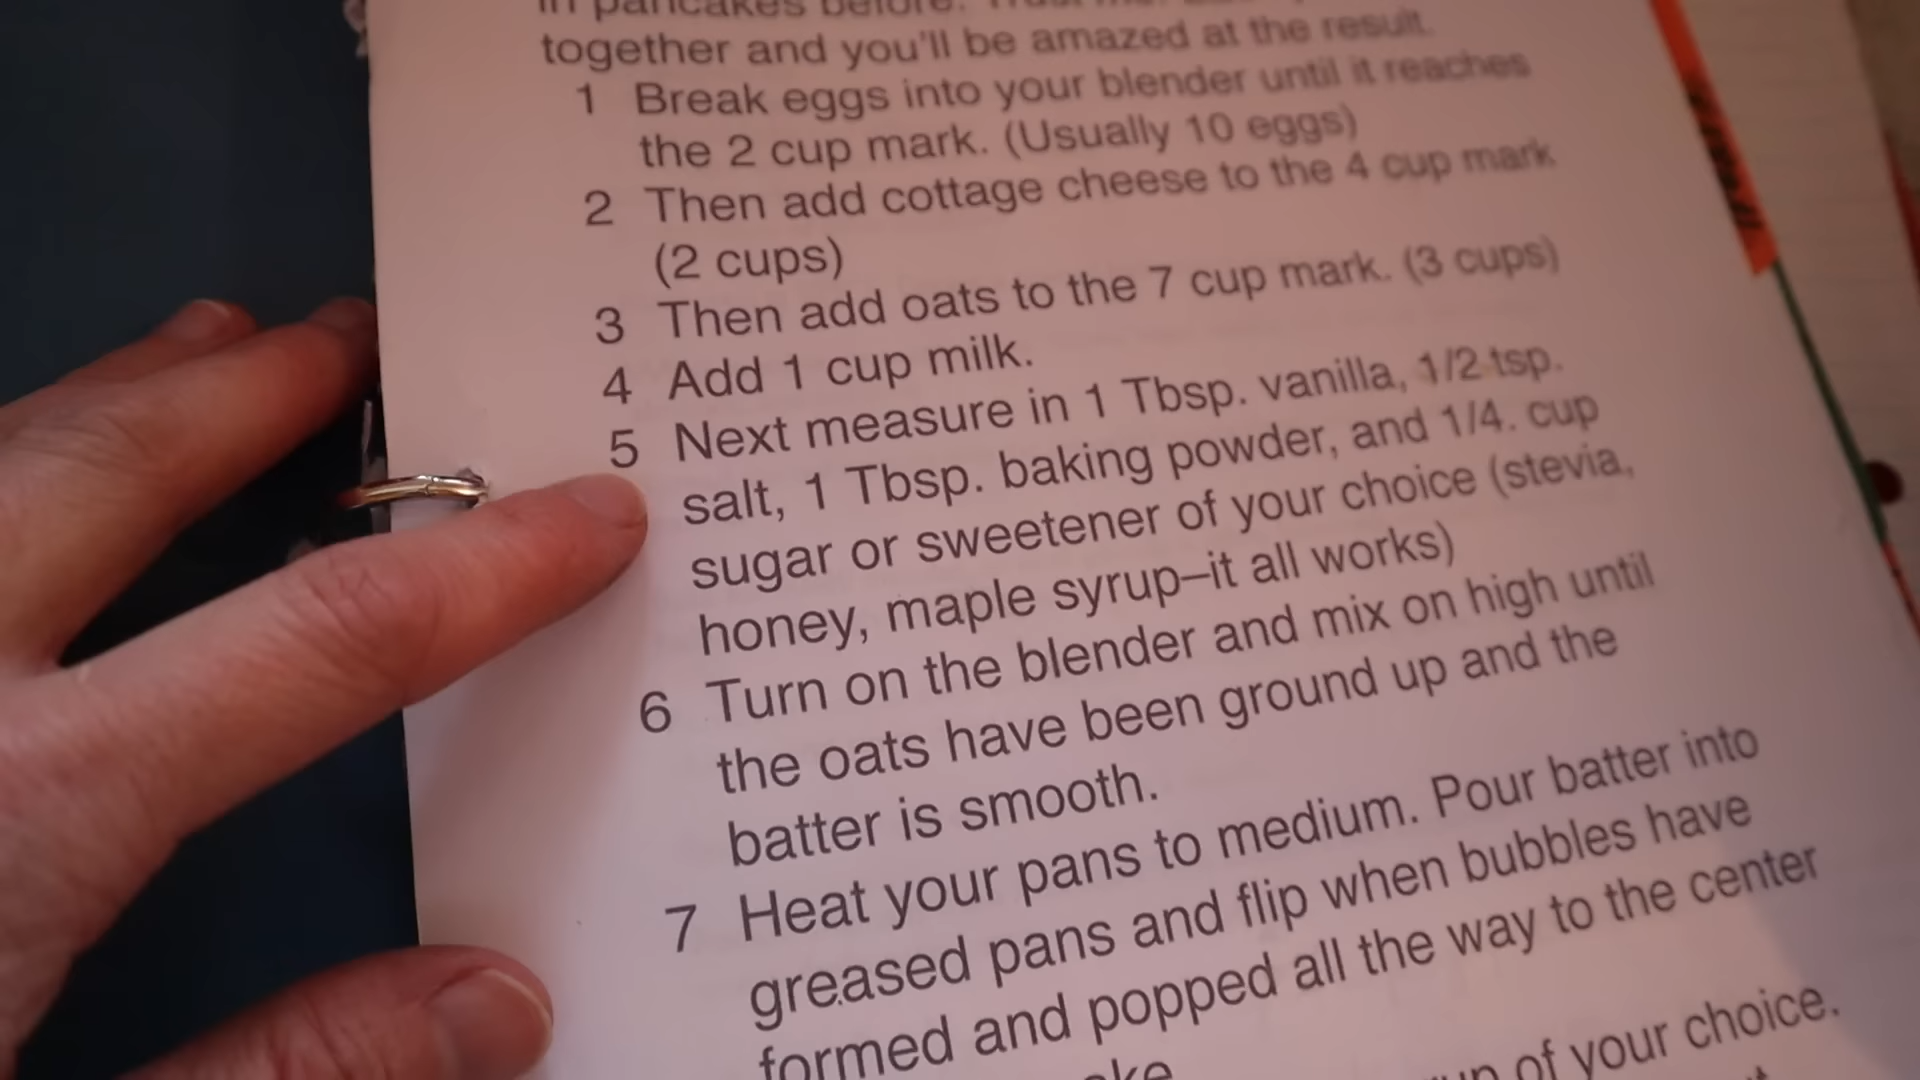 in pancakes before.
together and you'll be amazed at the result.
1 Break eggs into your blender until it reaches
the 2 cup mark. (Usually 10 eggs)
2 Then add cottage cheese to the 4 cup mark
(2 cups)
3 Then add oats to the 7 cup mark. (3 cups)
4 Add 1 cup milk.
5 Next measure in 1 Tbsp. vanilla, 1/2 tsp.
salt, 1 Tbsp. baking powder, and 1/4. cup
sugar or sweetener of your choice (stevia,
honey, maple syrup–it all works)
6 Turn on the blender and mix on high until
the oats have been ground up and the
batter is smooth.
7 Heat your pans to medium. Pour batter into
greased pans and flip when bubbles have
formed and popped all the way to the center
of your choice.